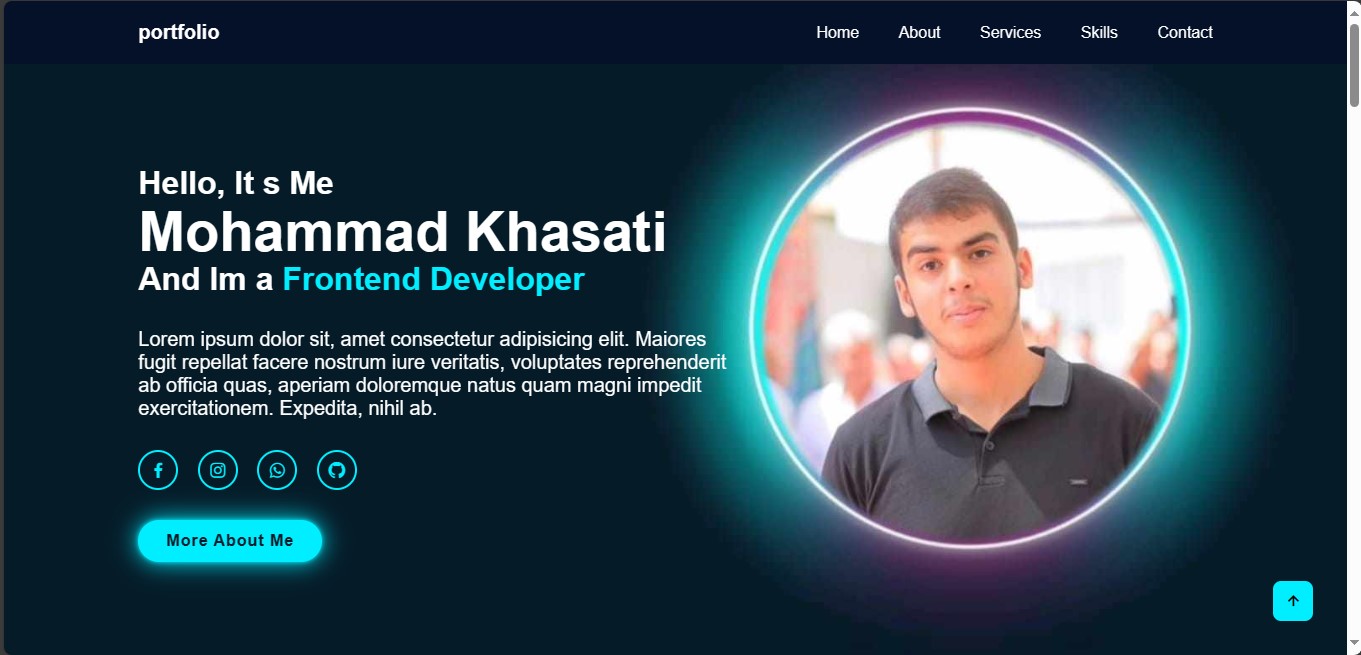 portfolio
Home About Services Skills Contact
Hello, It s Me
Mohammad Khasati
And Im a Frontend Developer
Lorem ipsum dolor sit, amet consectetur adipisicing elit. Maiores
fugit repellat facere nostrum iure veritatis, voluptates reprehenderit
ab officia quas, aperiam doloremque natus quam magni impedit
exercitationem. Expedita, nihil ab.
More About Me